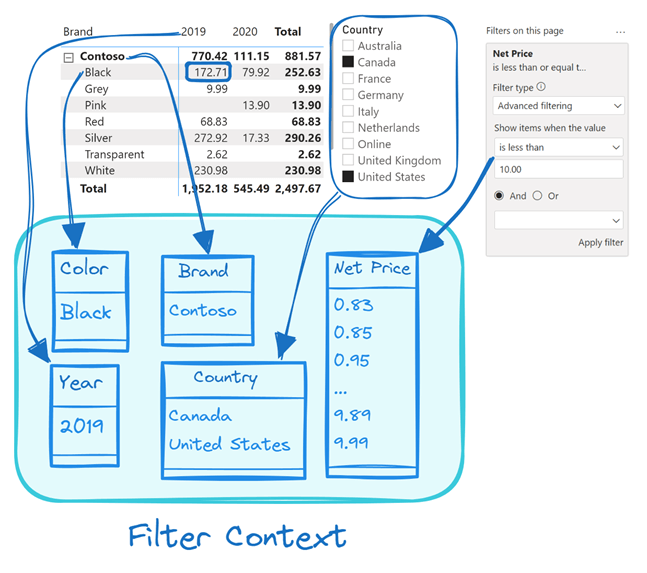 Brand 2019 2020 Total
Contoso 770.42 111.15 881.57
Black 172.71 79.92 252.63
Grey 9.99 9.99
Pink 13.90 13.90
Red 68.83 68.83
Silver 272.92 17.33 290.26
Transparent 2.62 2.62
White 230.98 230.98
Total 1,952.18 545.49 2,497.67
Country
Australia
Canada
France
Germany
Italy
Netherlands
Online
United Kingdom
United States
Filters on this page ...
Net Price
is less than or equal t...
Filter type
Advanced filtering
Show items when the value
is less than
10.00
And Or
Apply filter
Color
Black
Brand
Contoso
Net Price
0.83
0.85
0.95
...
9.89
9.99
Year
2019
Country
Canada
United States
Filter Context